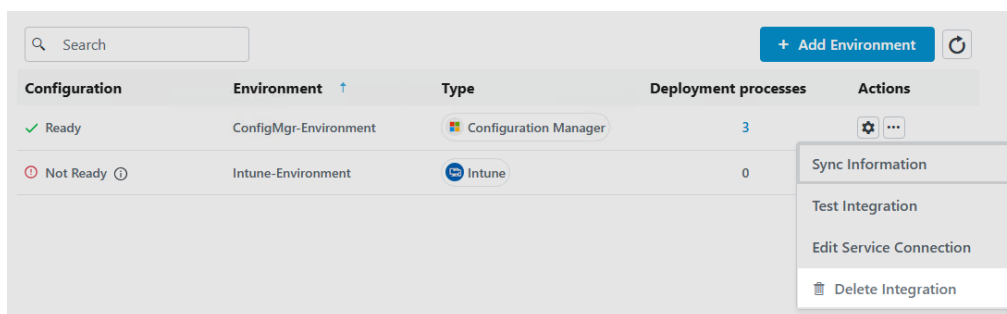 Search
+ Add Environment
Configuration Environment ↑ Type Deployment processes Actions
Ready ConfigMgr-Environment Configuration Manager 3
Not Ready Intune-Environment Intune 0
Sync Information
Test Integration
Edit Service Connection
Delete Integration